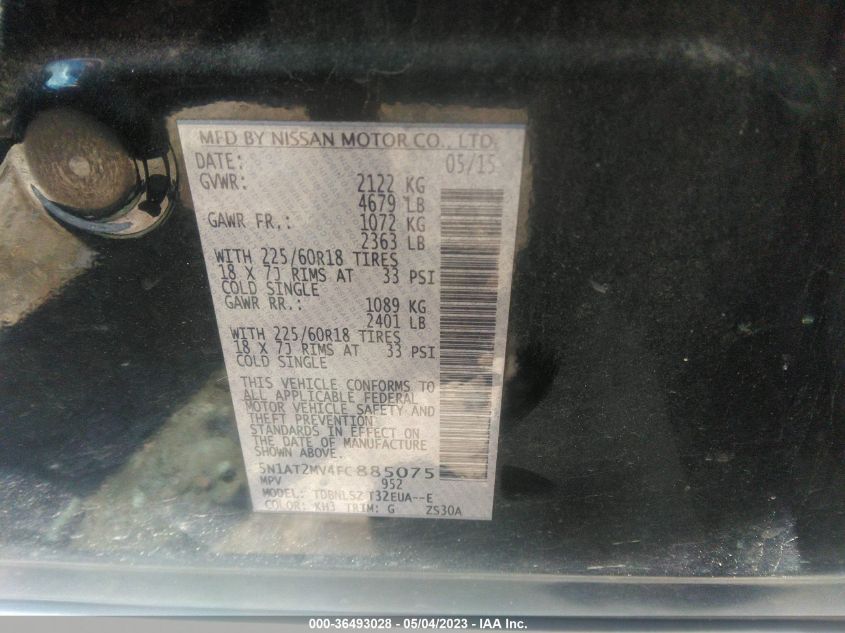 MFD BY NISSAN MOTOR CO., LTD.
DATE: 05/15
GVWR: 2122 KG
4679 LB
GAWR FR.: 1072 KG
2363 LB
WITH 225/60R18 TIRES
18 X 7J RIMS AT 33 PSI
COLD SINGLE
GAWR RR.: 1089 KG
2401 LB
WITH 225/60R18 TIRES
18 X 7J RIMS AT 33 PSI
COLD SINGLE
THIS VEHICLE CONFORMS TO
ALL APPLICABLE FEDERAL
MOTOR VEHICLE SAFETY AND
THEFT PREVENTION
STANDARDS IN EFFECT ON
THE DATE OF MANUFACTURE
SHOWN ABOVE.
5N1AT2MV4FC885075
MPV 952
MODEL: TDBNLSZ T32EUA--E
COLOR: KH3 TRIM: G ZS30A
000-36493028 - 05/04/2023 - IAA Inc.